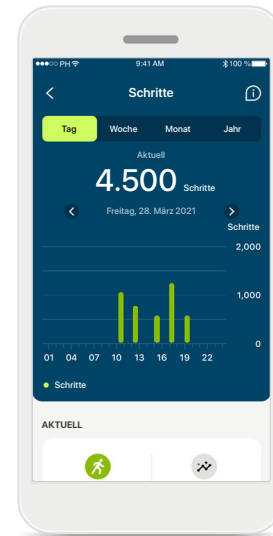 PH 9:41 AM 100 %
Schritte
Tag Woche Monat Jahr
Aktuell
4.500 Schritte
Freitag, 28. März 2021
Schritte
2,000
1,000
0
01 04 07 10 13 16 19 22
Schritte
AKTUELL